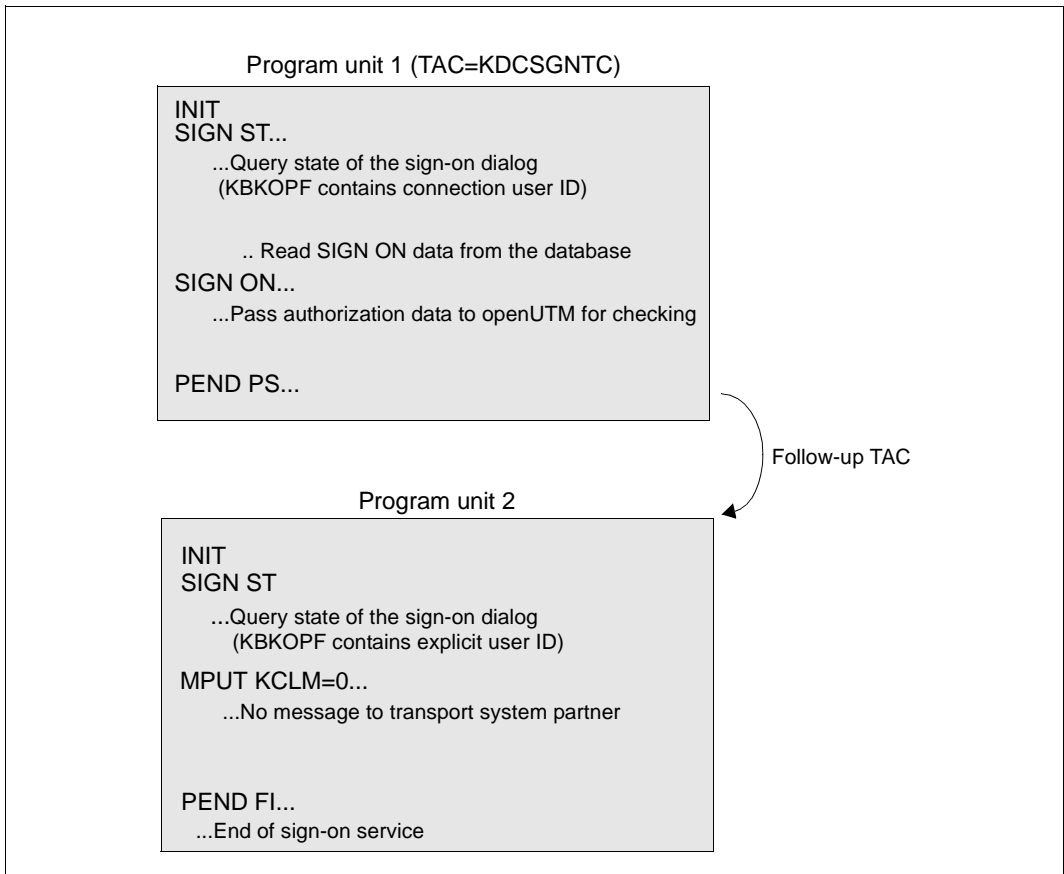 Program unit 1 (TAC=KDCSGNTC)
INIT
SIGN ST...
...Query state of the sign-on dialog
(KBKOPF contains connection user ID)
.. Read SIGN ON data from the database
SIGN ON...
...Pass authorization data to openUTM for checking
PEND PS...
Follow-up TAC
Program unit 2
INIT
SIGN ST
...Query state of the sign-on dialog
(KBKOPF contains explicit user ID)
MPUT KCLM=0...
...No message to transport system partner
PEND FI...
...End of sign-on service